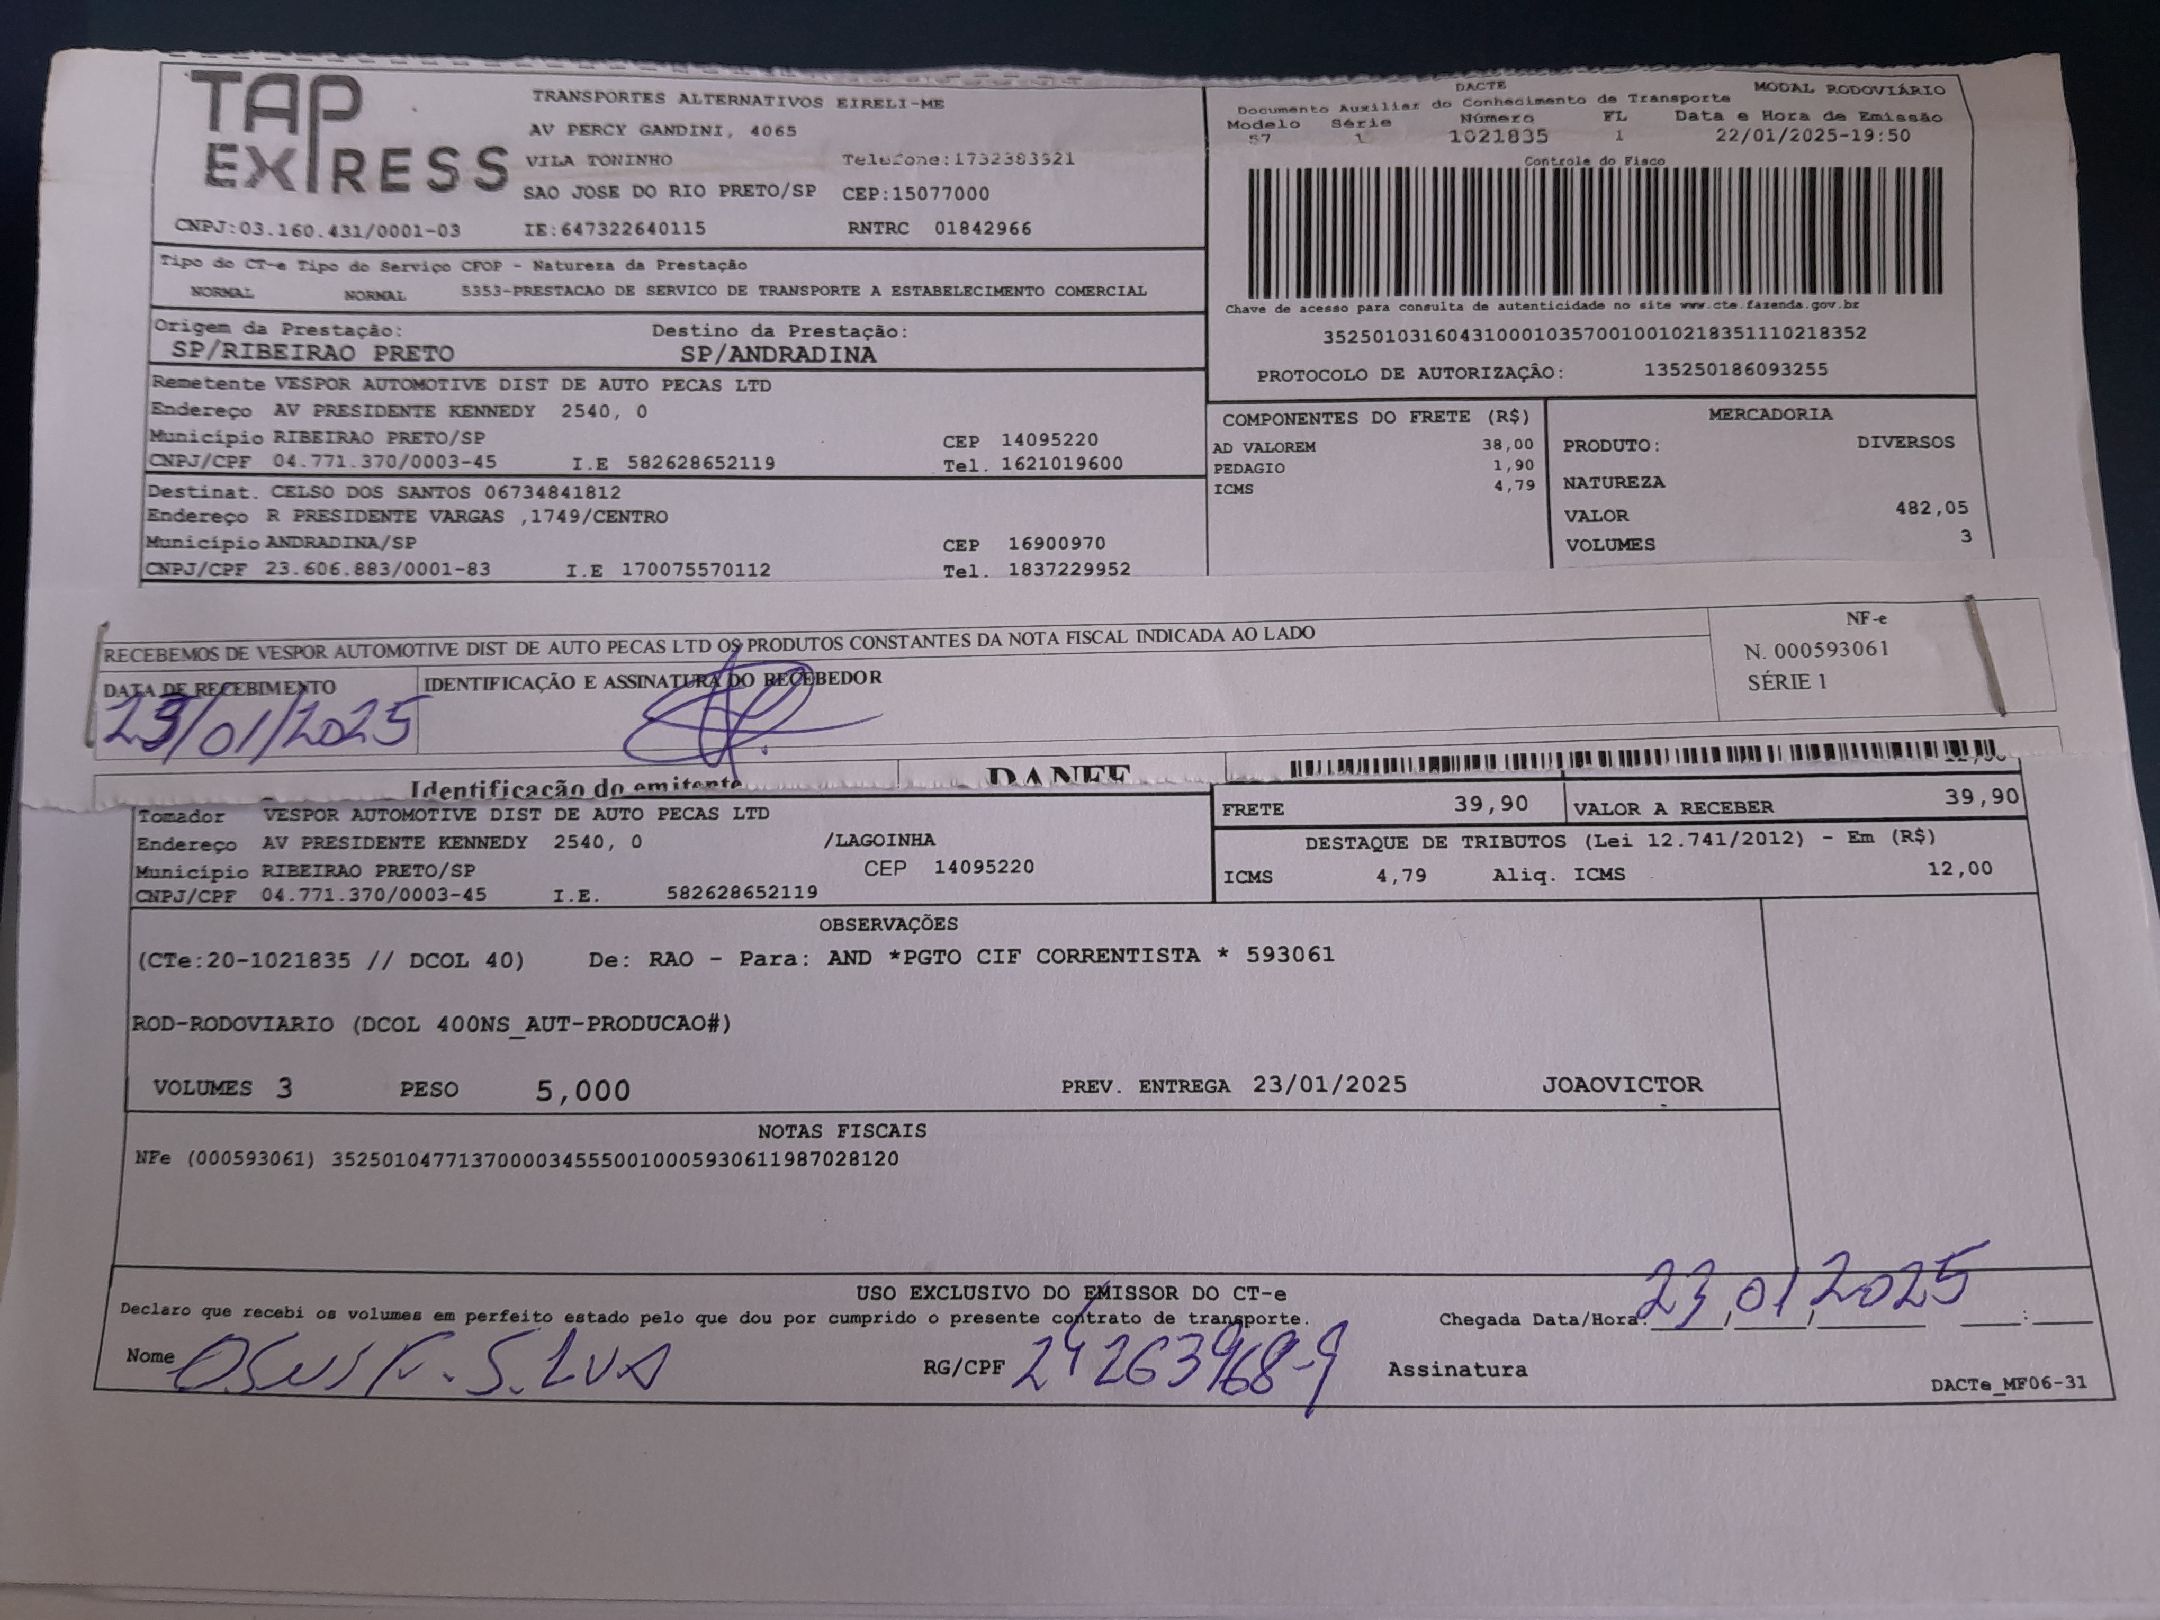 TAP EXPRESS
TRANSPORTES ALTERNATIVOS EIRELI-ME
AV PERCY GANDINI, 4065
VILA TONINHO Telefone:1732383521
SAO JOSE DO RIO PRETO/SP CEP:15077000
CNPJ:03.160.431/0001-03 IE:647322640115 RNTRC 01842966
DACTE MODAL RODOVIÁRIO
Documento Auxiliar do Conhecimento de Transporte
Modelo Série Número FL Data e Hora de Emissão
57 1 1021835 1 22/01/2025-19:50
Controle do Fisco
Chave de acesso para consulta de autenticidade no site www.cte.fazenda.gov.br
35250103160431000103570010010218351110218352
PROTOCOLO DE AUTORIZAÇÃO: 135250186093255
Tipo do CT-e Tipo do Serviço CFOP - Natureza da Prestação
NORMAL NORMAL 5353-PRESTACAO DE SERVICO DE TRANSPORTE A ESTABELECIMENTO COMERCIAL
Origem da Prestação: Destino da Prestação:
SP/RIBEIRAO PRETO SP/ANDRADINA
Remetente VESPOR AUTOMOTIVE DIST DE AUTO PECAS LTD
Endereço AV PRESIDENTE KENNEDY 2540, 0
Município RIBEIRAO PRETO/SP CEP 14095220
CNPJ/CPF 04.771.370/0003-45 I.E 582628652119 Tel. 1621019600
Destinat. CELSO DOS SANTOS 06734841812
Endereço R PRESIDENTE VARGAS ,1749/CENTRO
Município ANDRADINA/SP CEP 16900970
CNPJ/CPF 23.606.883/0001-83 I.E 170075570112 Tel. 1837229952
COMPONENTES DO FRETE (R$)
AD VALOREM 38,00
PEDAGIO 1,90
ICMS 4,79
MERCADORIA
PRODUTO: DIVERSOS
NATUREZA
VALOR 482,05
VOLUMES 3
RECEBEMOS DE VESPOR AUTOMOTIVE DIST DE AUTO PECAS LTD OS PRODUTOS CONSTANTES DA NOTA FISCAL INDICADA AO LADO
NF-e
N. 000593061
SÉRIE 1
DATA DE RECEBIMENTO IDENTIFICAÇÃO E ASSINATURA DO RECEBEDOR
23/01/2025
Identificação do emitente DANFE
Tomador VESPOR AUTOMOTIVE DIST DE AUTO PECAS LTD
Endereço AV PRESIDENTE KENNEDY 2540, 0 /LAGOINHA
Município RIBEIRAO PRETO/SP CEP 14095220
CNPJ/CPF 04.771.370/0003-45 I.E. 582628652119
FRETE 39,90 VALOR A RECEBER 39,90
DESTAQUE DE TRIBUTOS (Lei 12.741/2012) - Em (R$)
ICMS 4,79 Aliq. ICMS 12,00
OBSERVAÇÕES
(CTe:20-1021835 // DCOL 40) De: RAO - Para: AND *PGTO CIF CORRENTISTA * 593061
ROD-RODOVIARIO (DCOL 400NS_AUT-PRODUCAO#)
VOLUMES 3 PESO 5,000 PREV. ENTREGA 23/01/2025 JOAOVICTOR
NOTAS FISCAIS
NFe (000593061) 35250104771370000345550010005930611987028120
USO EXCLUSIVO DO EMISSOR DO CT-e
Declaro que recebi os volumes em perfeito estado pelo que dou por cumprido o presente contrato de transporte.
Chegada Data/Hora: 23/01/2025 :
Nome F. SILVA RG/CPF 24263968-9 Assinatura
DACTe_MF06-31